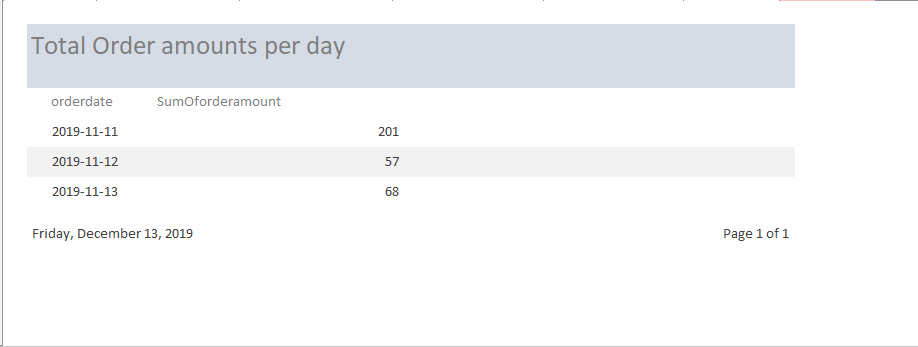 Total Order amounts per day
orderdate SumOforderamount
2019-11-11 201
2019-11-12 57
2019-11-13 68
Friday, December 13, 2019 Page 1 of 1